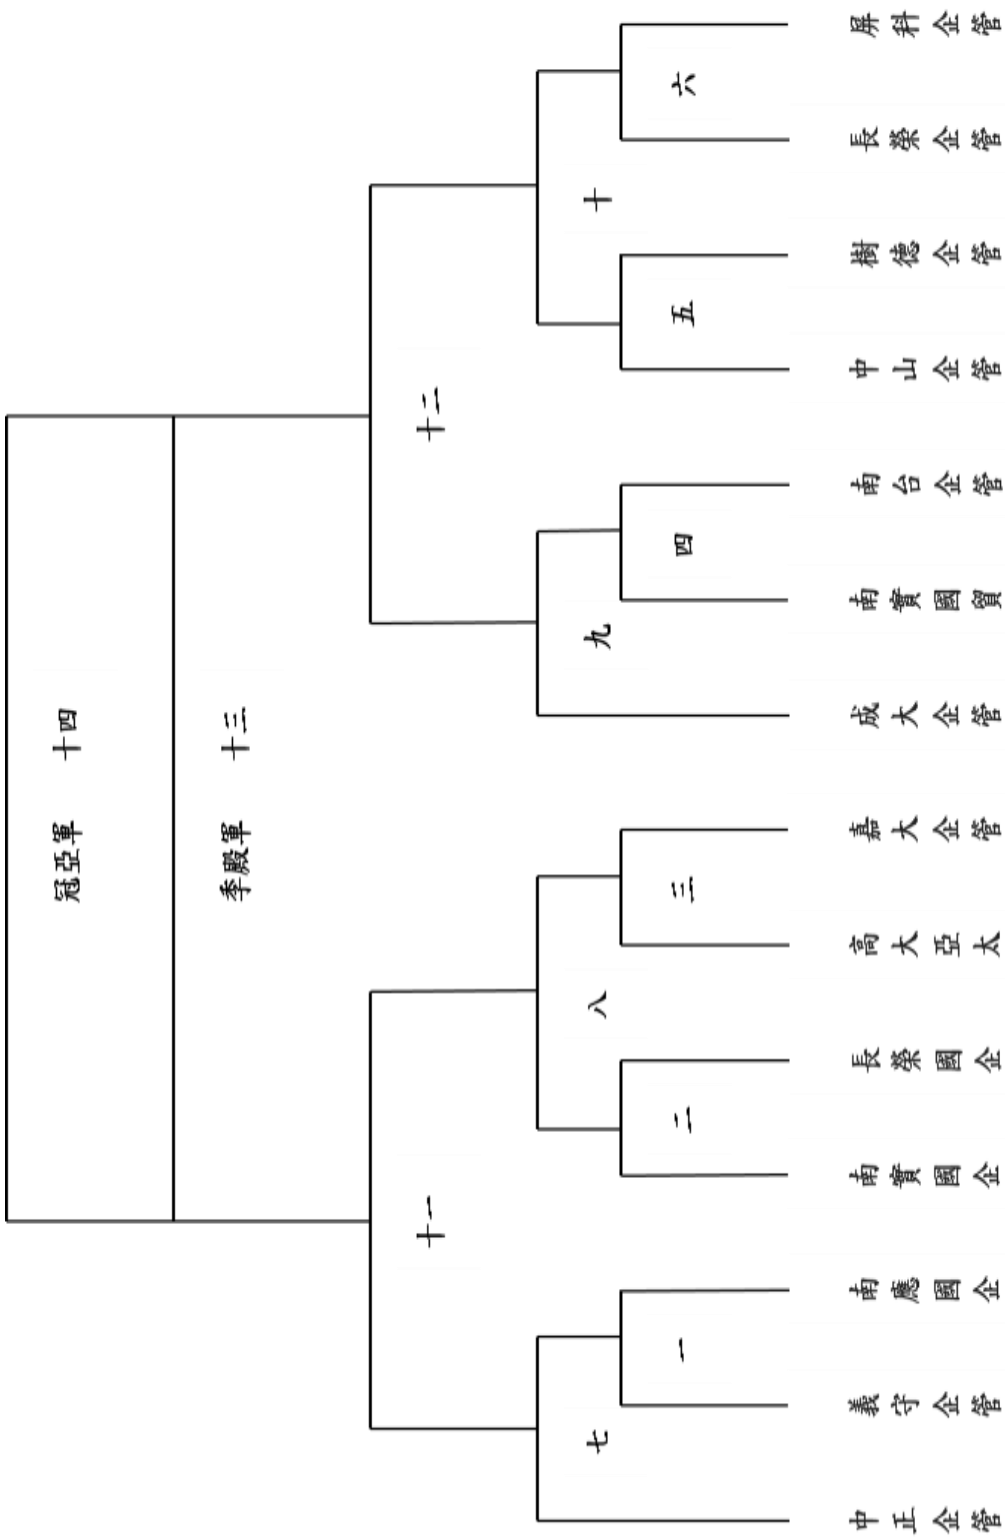 冠亞軍 十四
季殿軍 十三
十一
十二
七
八
九
十
一
二
三
四
五
六
中正企管
義守企管
南應國企
南實國企
長榮國企
高大亞太
嘉大企管
成大企管
南實國貿
南台企管
中山企管
樹德企管
長榮企管
屏科企管